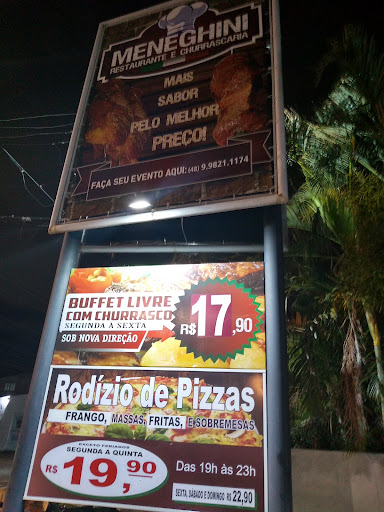 MENEGHINI
RESTAURANTE E CHURRASCARIA
MAIS
SABOR
PELO MELHOR
PREÇO!
FAÇA SEU EVENTO AQUI: (48) 9.9821.1174
BUFFET LIVRE
COM CHURRASCO
SEGUNDA À SEXTA
SOB NOVA DIREÇÃO
R$17,90
Rodízio de Pizzas
FRANGO, MASSAS, FRITAS, E SOBREMESAS
EXCETO FERIADOS
SEGUNDA A QUINTA
R$ 19,90
Das 19h às 23h
SEXTA, SABADO E DOMINGO R$ 22,90